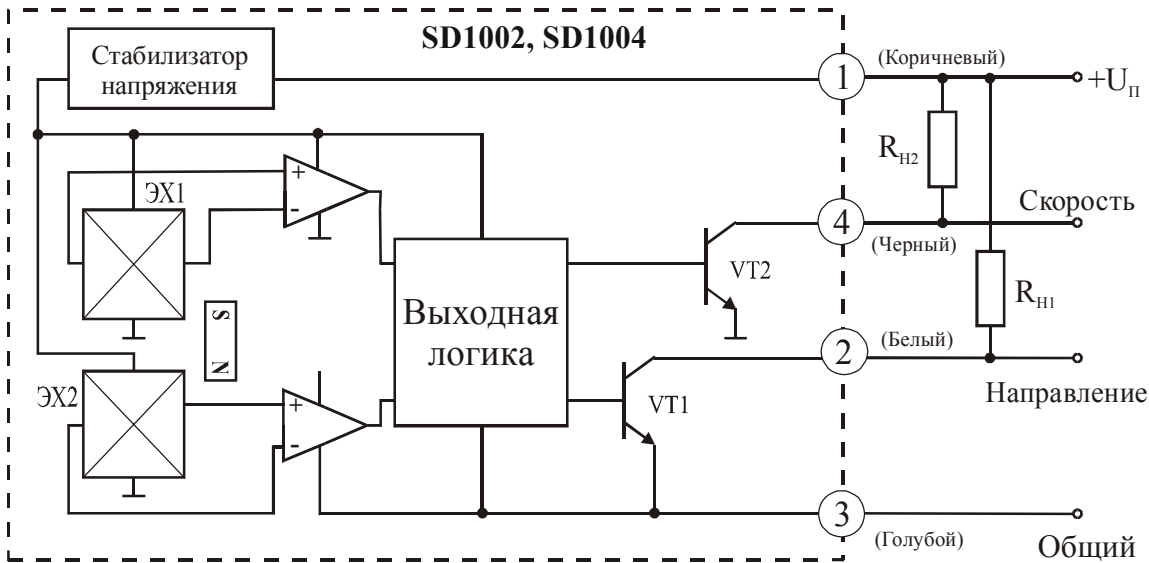 SD1002, SD1004
Стабилизатор
напряжения
1
(Коричневый)
+UП
RН2
ЭХ1
+
-
4
Скорость
(Черный)
VT2
RН1
S
N
Выходная
логика
2
(Белый)
Направление
ЭХ2
+
-
VT1
3
(Голубой)
Общий